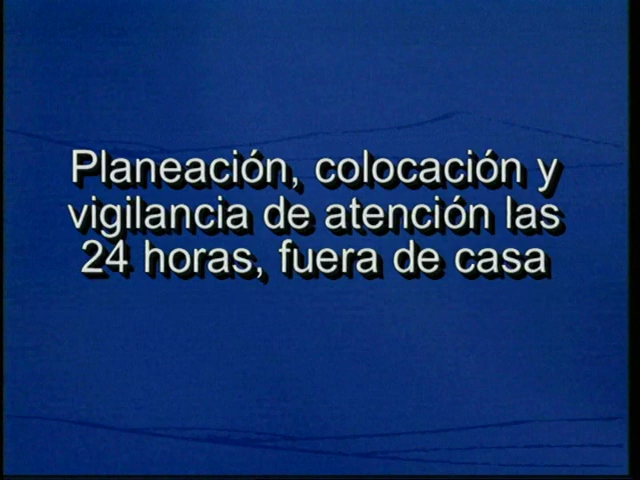 Planeación, colocación y
vigilancia de atención las
24 horas, fuera de casa